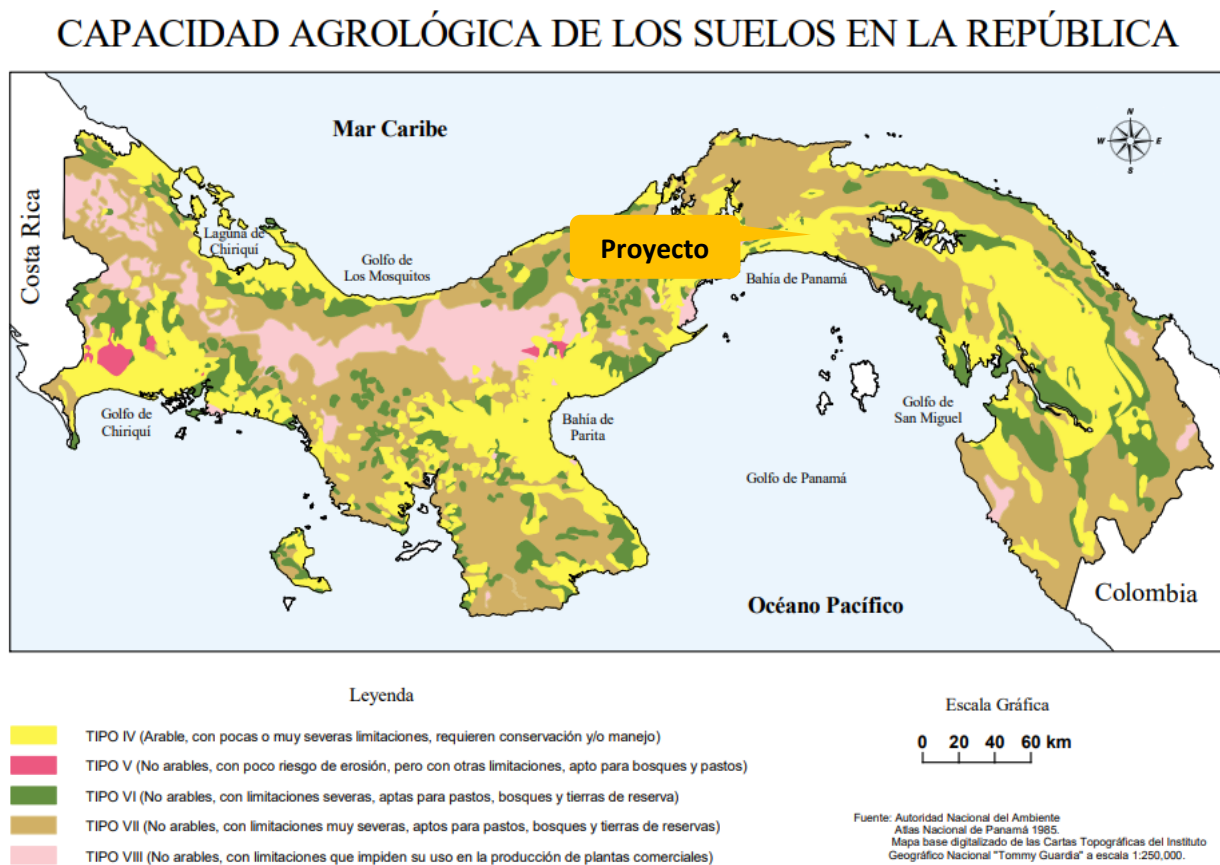 CAPACIDAD AGROLÓGICA DE LOS SUELOS EN LA REPÚBLICA
Mar Caribe
N
W
E
S
Costa Rica
Laguna de
Chiriquí
Golfo de
Los Mosquitos
Proyecto
Bahía de Panamá
Golfo de
Chiriquí
Bahía de
Parita
Golfo de
San Miguel
Golfo de Panamá
Océano Pacífico
Colombia
Leyenda
TIPO IV (Arable, con pocas o muy severas limitaciones, requieren conservación y/o manejo)
TIPO V (No arables, con poco riesgo de erosión, pero con otras limitaciones, apto para bosques y pastos)
TIPO VI (No arables, con limitaciones severas, aptas para pastos, bosques y tierras de reserva)
TIPO VII (No arables, con limitaciones muy severas, aptos para pastos, bosques y tierras de reservas)
TIPO VIII (No arables, con limitaciones que impiden su uso en la producción de plantas comerciales)
Escala Gráfica
0 20 40 60 km
Fuente: Autoridad Nacional del Ambiente
Atlas Nacional de Panamá 1985.
Mapa base digitalizado de las Cartas Topográficas del Instituto
Geográfico Nacional "Tommy Guardia" a escala 1:250,000.